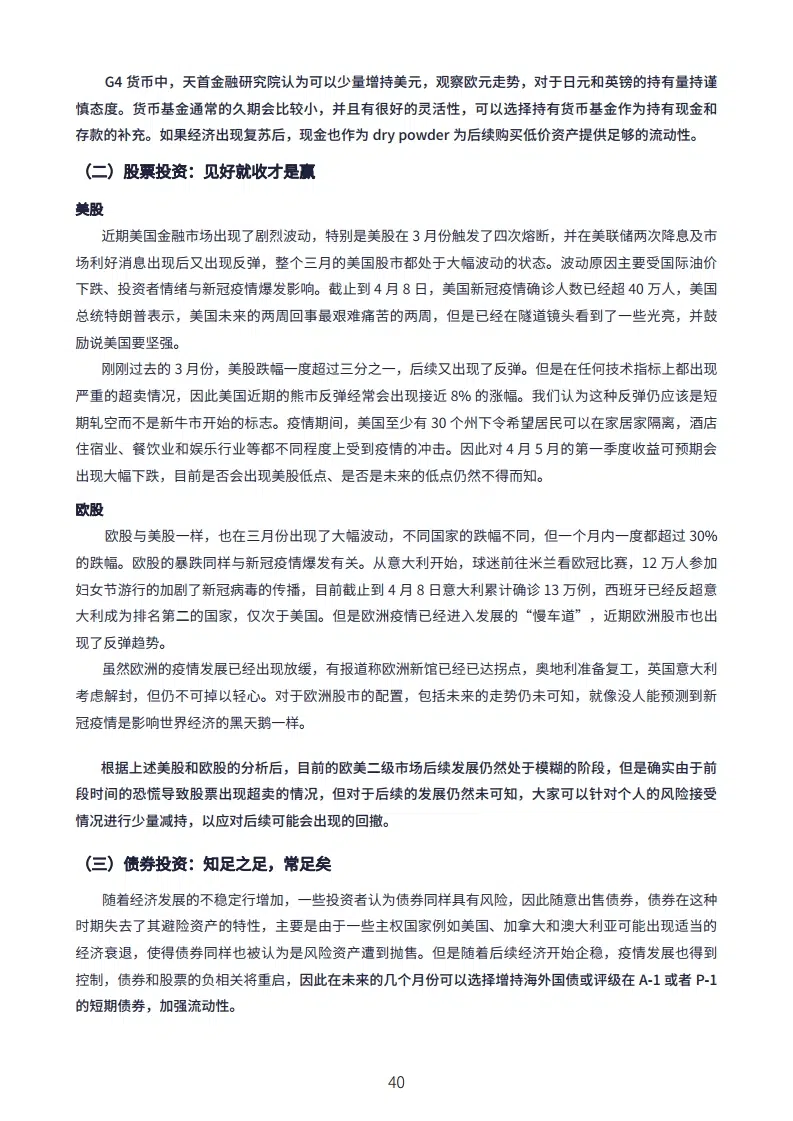 G4 货币中，天首金融研究院认为可以少量增持美元，观察欧元走势，对于日元和英镑的持有量持谨
慎态度。货币基金通常的久期会比较小，并且有很好的灵活性，可以选择持有货币基金作为持有现金和
存款的补充。如果经济出现复苏后，现金也作为 dry powder 为后续购买低价资产提供足够的流动性。
（二）股票投资：见好就收才是赢
美股
近期美国金融市场出现了剧烈波动，特别是美股在 3 月份触发了四次熔断，并在美联储两次降息及市
场利好消息出现后又出现反弹，整个三月的美国股市都处于大幅波动的状态。波动原因主要受国际油价
下跌、投资者情绪与新冠疫情爆发影响。截止到 4 月 8 日，美国新冠疫情确诊人数已经超 40 万人，美国
总统特朗普表示，美国未来的两周回事最艰难痛苦的两周，但是已经在隧道镜头看到了一些光亮，并鼓
励说美国要坚强。
刚刚过去的 3 月份，美股跌幅一度超过三分之一，后续又出现了反弹。但是在任何技术指标上都出现
严重的超卖情况，因此美国近期的熊市反弹经常会出现接近 8% 的涨幅。我们认为这种反弹仍应该是短
期轧空而不是新牛市开始的标志。疫情期间，美国至少有 30 个州下令希望居民可以在家居家隔离，酒店
住宿业、餐饮业和娱乐行业等都不同程度上受到疫情的冲击。因此对 4 月 5 月的第一季度收益可预期会
出现大幅下跌，目前是否会出现美股低点、是否是未来的低点仍然不得而知。
欧股
欧股与美股一样，也在三月份出现了大幅波动，不同国家的跌幅不同，但一个月内一度都超过 30%
的跌幅。欧股的暴跌同样与新冠疫情爆发有关。从意大利开始，球迷前往米兰看欧冠比赛，12 万人参加
妇女节游行的加剧了新冠病毒的传播，目前截止到 4 月 8 日意大利累计确诊 13 万例，西班牙已经反超意
大利成为排名第二的国家，仅次于美国。但是欧洲疫情已经进入发展的“慢车道”，近期欧洲股市也出
现了反弹趋势。
虽然欧洲的疫情发展已经出现放缓，有报道称欧洲新馆已经已达拐点，奥地利准备复工，英国意大利
考虑解封，但仍不可掉以轻心。对于欧洲股市的配置，包括未来的走势仍未可知，就像没人能预测到新
冠疫情是影响世界经济的黑天鹅一样。
根据上述美股和欧股的分析后，目前的欧美二级市场后续发展仍然处于模糊的阶段，但是确实由于前
段时间的恐慌导致股票出现超卖的情况，但对于后续的发展仍然未可知，大家可以针对个人的风险接受
情况进行少量减持，以应对后续可能会出现的回撤。
（三）债券投资：知足之足，常足矣
随着经济发展的不稳定行增加，一些投资者认为债券同样具有风险，因此随意出售债券，债券在这种
时期失去了其避险资产的特性，主要是由于一些主权国家例如美国、加拿大和澳大利亚可能出现适当的
经济衰退，使得债券同样也被认为是风险资产遭到抛售。但是随着后续经济开始企稳，疫情发展也得到
控制，债券和股票的负相关将重启，因此在未来的几个月份可以选择增持海外国债或评级在 A-1 或者 P-1
的短期债券，加强流动性。
40